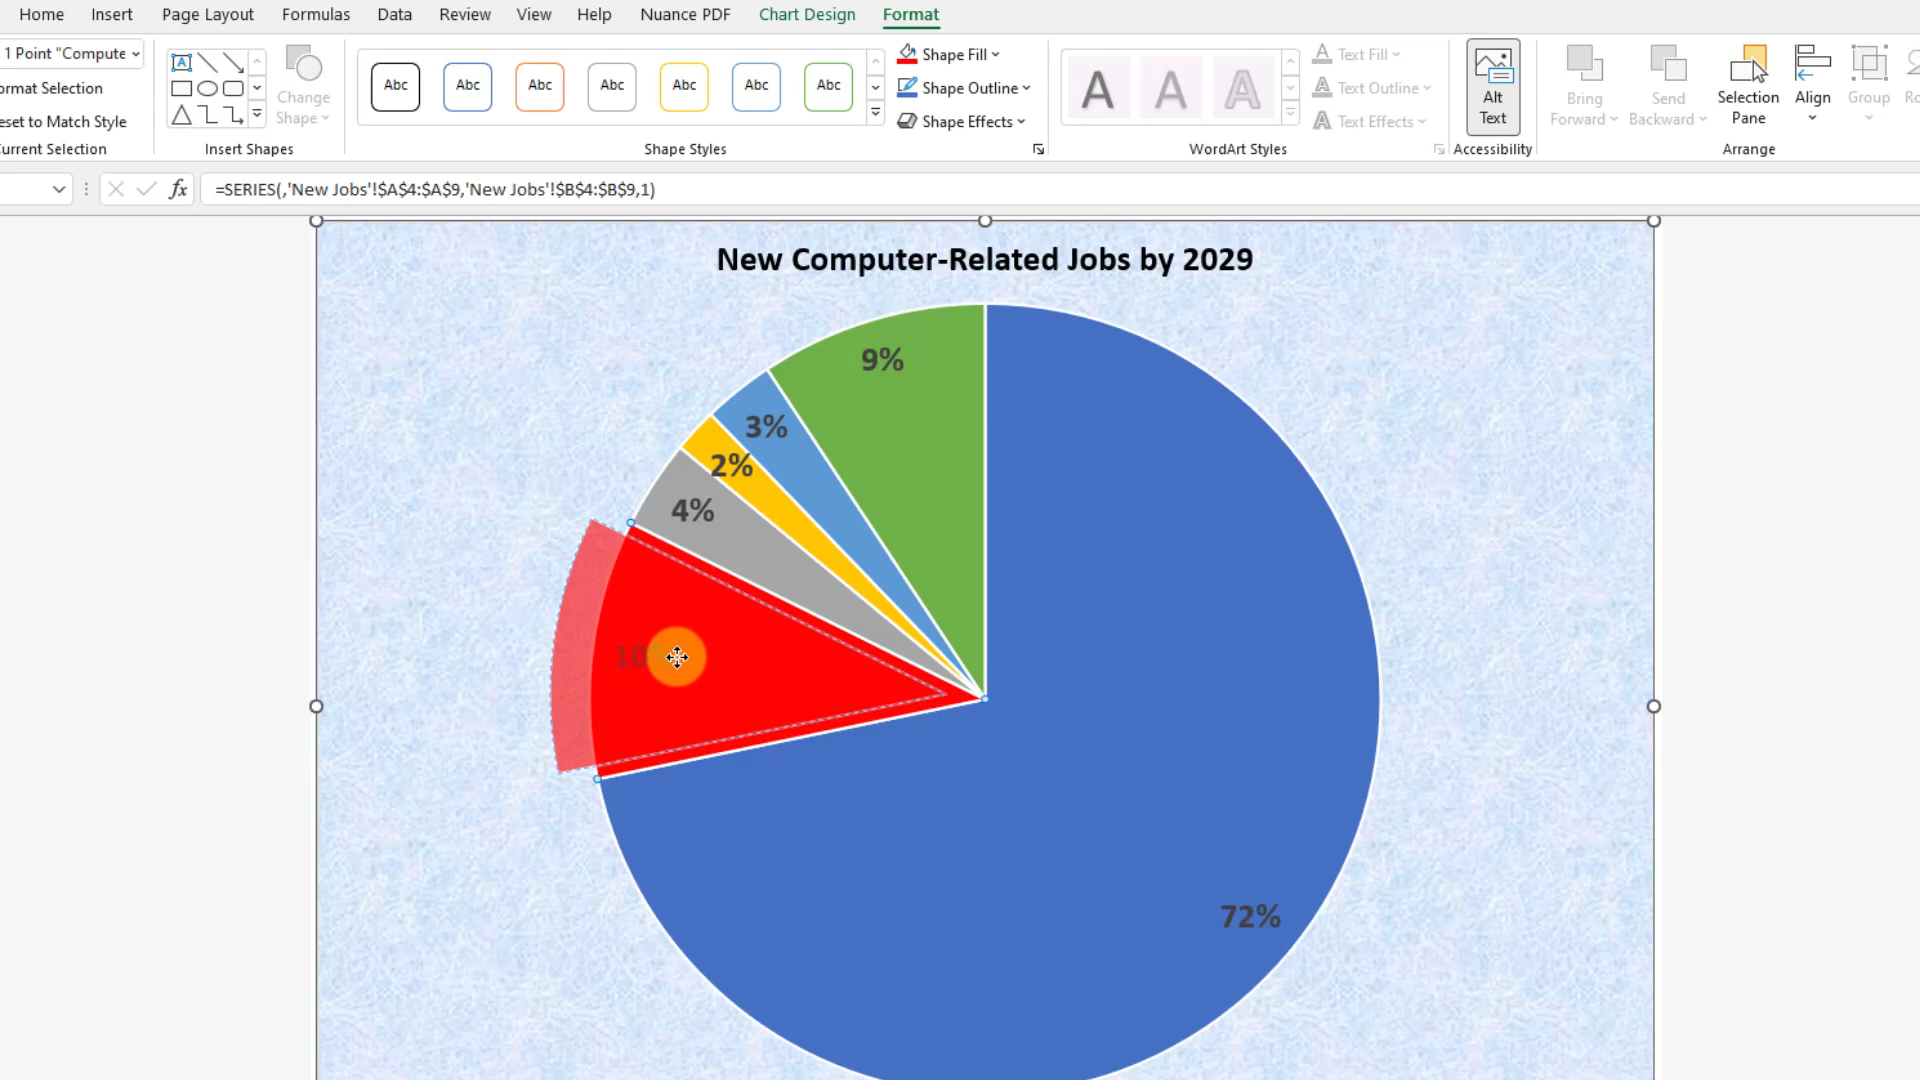 Home Insert Page Layout Formulas Data Review View Help Nuance PDF Chart Design Format
1 Point "Compute
ormat Selection
eset to Match Style
urrent Selection
Change
Shape
Insert Shapes
Abc Abc Abc Abc Abc Abc Abc
Shape Styles
Shape Fill
Shape Outline
Shape Effects
A A A
WordArt Styles
Text Fill
Text Outline
Text Effects
Alt
Text
Accessibility
Bring
Forward
Send
Backward
Selection
Pane
Align
Group
Ro
Arrange
fx =SERIES(,'New Jobs'!$A$4:$A$9,'New Jobs'!$B$4:$B$9,1)
New Computer-Related Jobs by 2029
9%
3%
2%
4%
10
72%